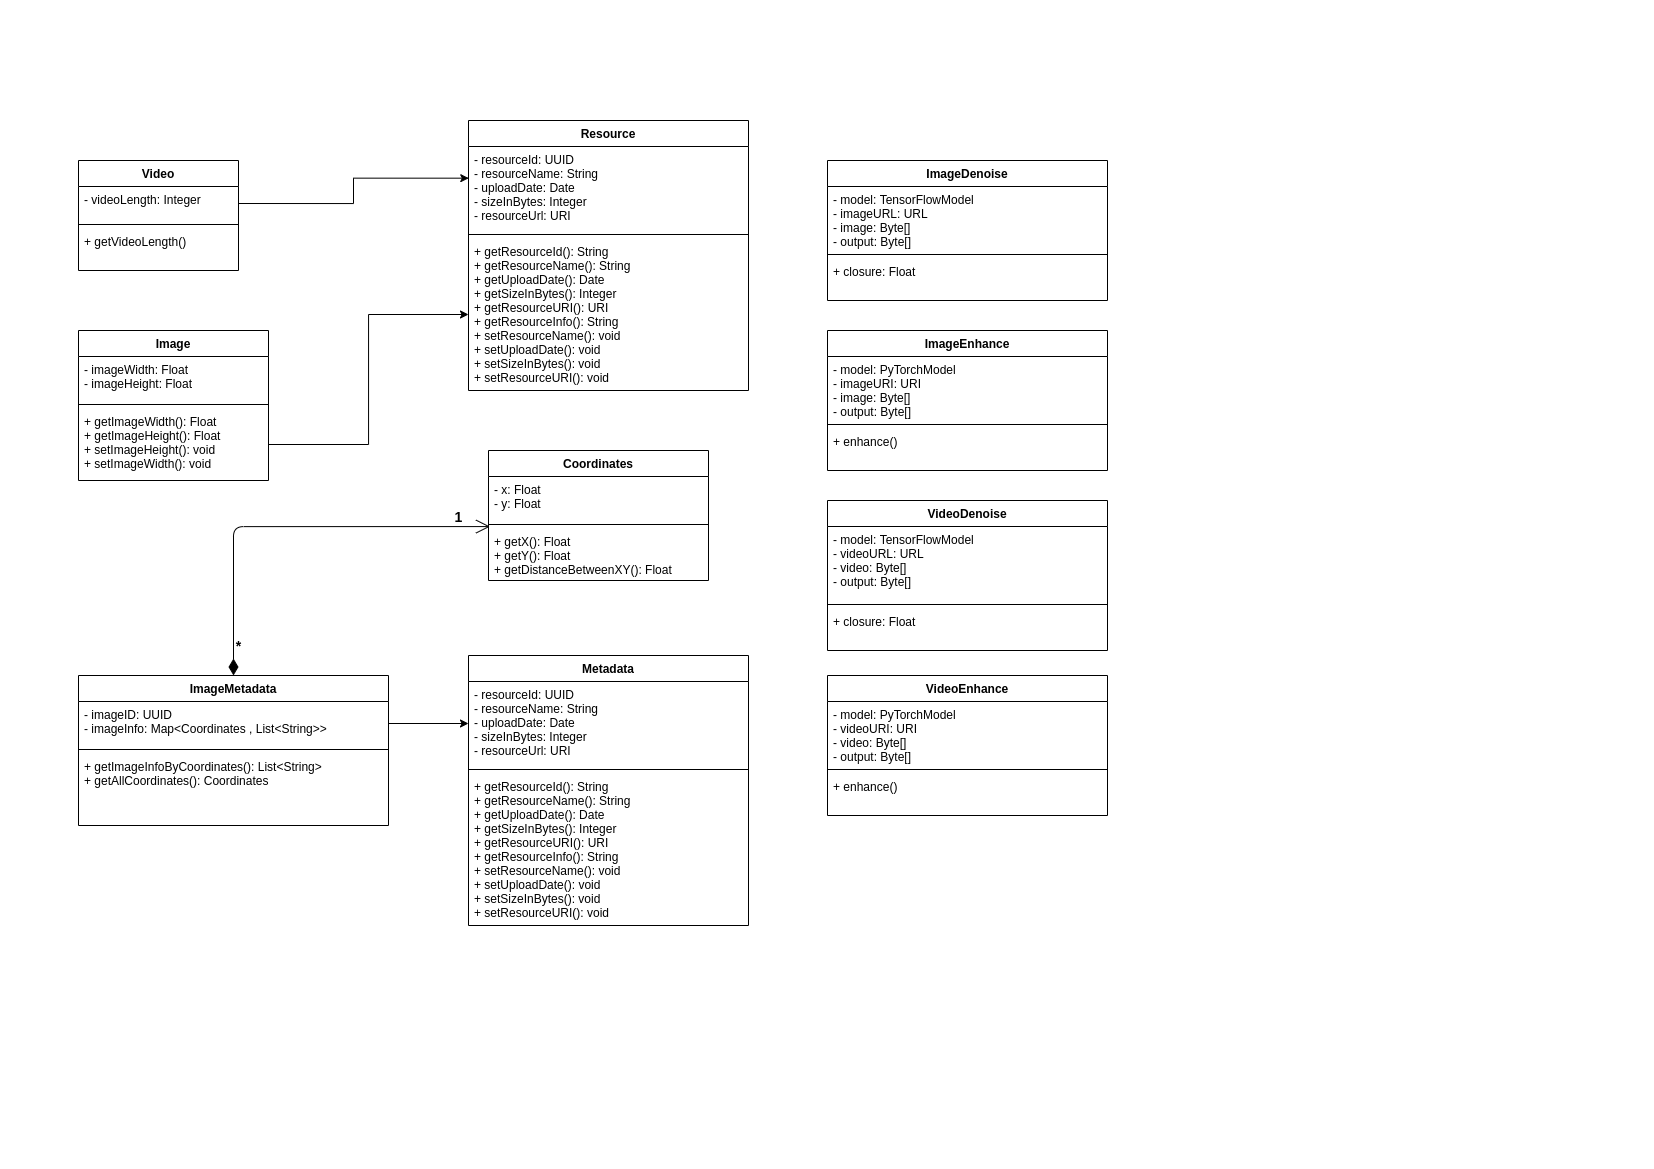 Video
- videoLength: Integer
+ getVideoLength()
Image
- imageWidth: Float
- imageHeight: Float
+ getImageWidth(): Float
+ getImageHeight(): Float
+ setImageHeight(): void
+ setImageWidth(): void
Resource
- resourceId: UUID
- resourceName: String
- uploadDate: Date
- sizeInBytes: Integer
- resourceUrl: URI
+ getResourceId(): String
+ getResourceName(): String
+ getUploadDate(): Date
+ getSizeInBytes(): Integer
+ getResourceURI(): URI
+ getResourceInfo(): String
+ setResourceName(): void
+ setUploadDate(): void
+ setSizeInBytes(): void
+ setResourceURI(): void
Coordinates
- x: Float
- y: Float
+ getX(): Float
+ getY(): Float
+ getDistanceBetweenXY(): Float
1
*
ImageMetadata
- imageID: UUID
- imageInfo: Map<Coordinates , List<String>>
+ getImageInfoByCoordinates(): List<String>
+ getAllCoordinates(): Coordinates
Metadata
- resourceId: UUID
- resourceName: String
- uploadDate: Date
- sizeInBytes: Integer
- resourceUrl: URI
+ getResourceId(): String
+ getResourceName(): String
+ getUploadDate(): Date
+ getSizeInBytes(): Integer
+ getResourceURI(): URI
+ getResourceInfo(): String
+ setResourceName(): void
+ setUploadDate(): void
+ setSizeInBytes(): void
+ setResourceURI(): void
ImageDenoise
- model: TensorFlowModel
- imageURL: URL
- image: Byte[]
- output: Byte[]
+ closure: Float
ImageEnhance
- model: PyTorchModel
- imageURI: URI
- image: Byte[]
- output: Byte[]
+ enhance()
VideoDenoise
- model: TensorFlowModel
- videoURL: URL
- video: Byte[]
- output: Byte[]
+ closure: Float
VideoEnhance
- model: PyTorchModel
- videoURI: URI
- video: Byte[]
- output: Byte[]
+ enhance()